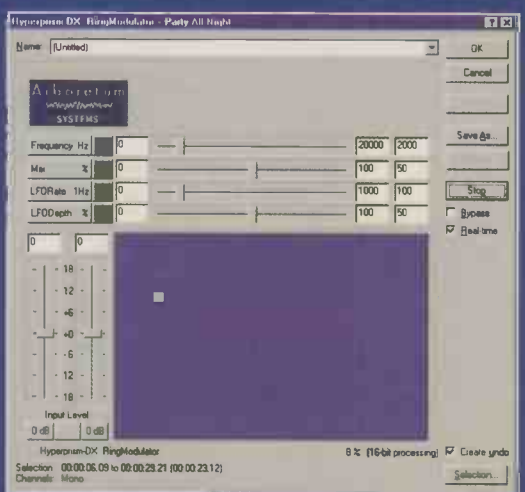 Hyperprism-DX RingModulator - Party All Night
Name: (Untitled)
OK
Cancel
Arboretum
SYSTEMS
Save As...
Frequency Hz 0 20000 2000
% 0 100 50
LFORate 1Hz 0 1000 100
LFODepth % 0 100 50
Stop
Bypass
Real-time
0 0
- 18 -
- 12 -
- +6 -
- +0 -
- -6 -
- 12 -
- 18 -
Input Level
0 dB 0 dB
Hyperprism-DX RingModulator
8 % (16-bit processing)
Create undo
Selection: 00:00:06.09 to 00:00:29.21 (00:00:23.12)
Channels: Mono
Selection...